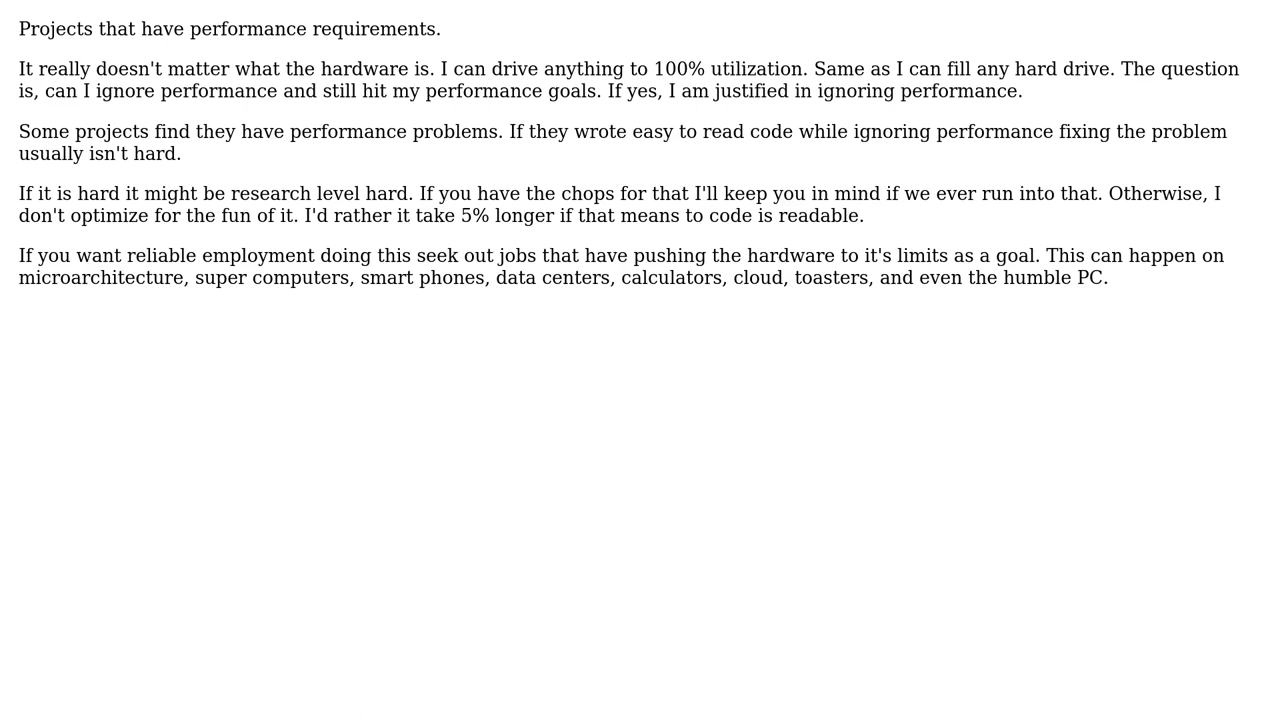 Projects that have performance requirements.
It really doesn't matter what the hardware is. I can drive anything to 100% utilization. Same as I can fill any hard drive. The question
is, can I ignore performance and still hit my performance goals. If yes, I am justified in ignoring performance.
Some projects find they have performance problems. If they wrote easy to read code while ignoring performance fixing the problem
usually isn't hard.
If it is hard it might be research level hard. If you have the chops for that I'll keep you in mind if we ever run into that. Otherwise, I
don't optimize for the fun of it. I'd rather it take 5% longer if that means to code is readable.
If you want reliable employment doing this seek out jobs that have pushing the hardware to it's limits as a goal. This can happen on
microarchitecture, super computers, smart phones, data centers, calculators, cloud, toasters, and even the humble PC.